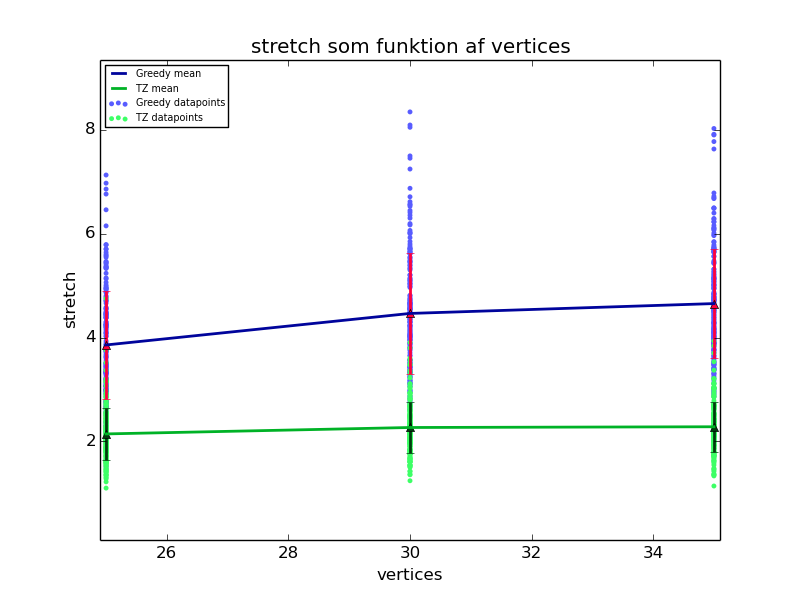 stretch som funktion af vertices
Greedy mean
TZ mean
Greedy datapoints
TZ datapoints
8
6
4
2
stretch
26 28 30 32 34
vertices